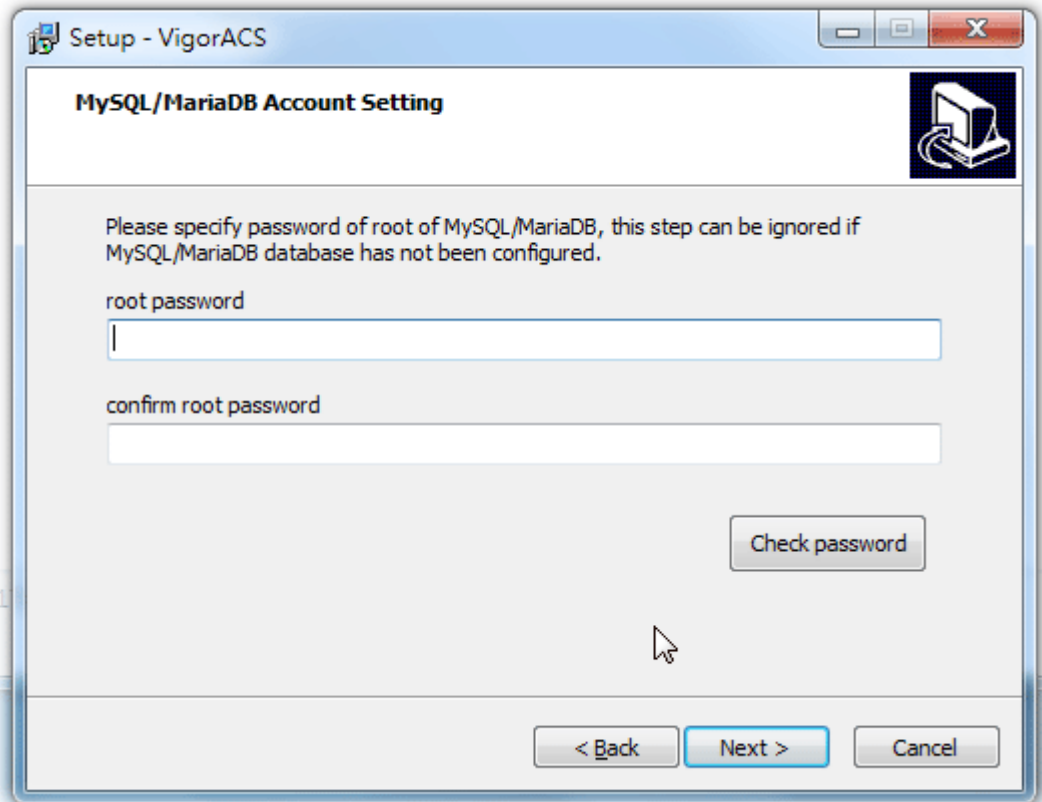 Setup - VigorACS
MySQL/MariaDB Account Setting
Please specify password of root of MySQL/MariaDB, this step can be ignored if
MySQL/MariaDB database has not been configured.
root password
confirm root password
Check password
< Back
Next >
Cancel